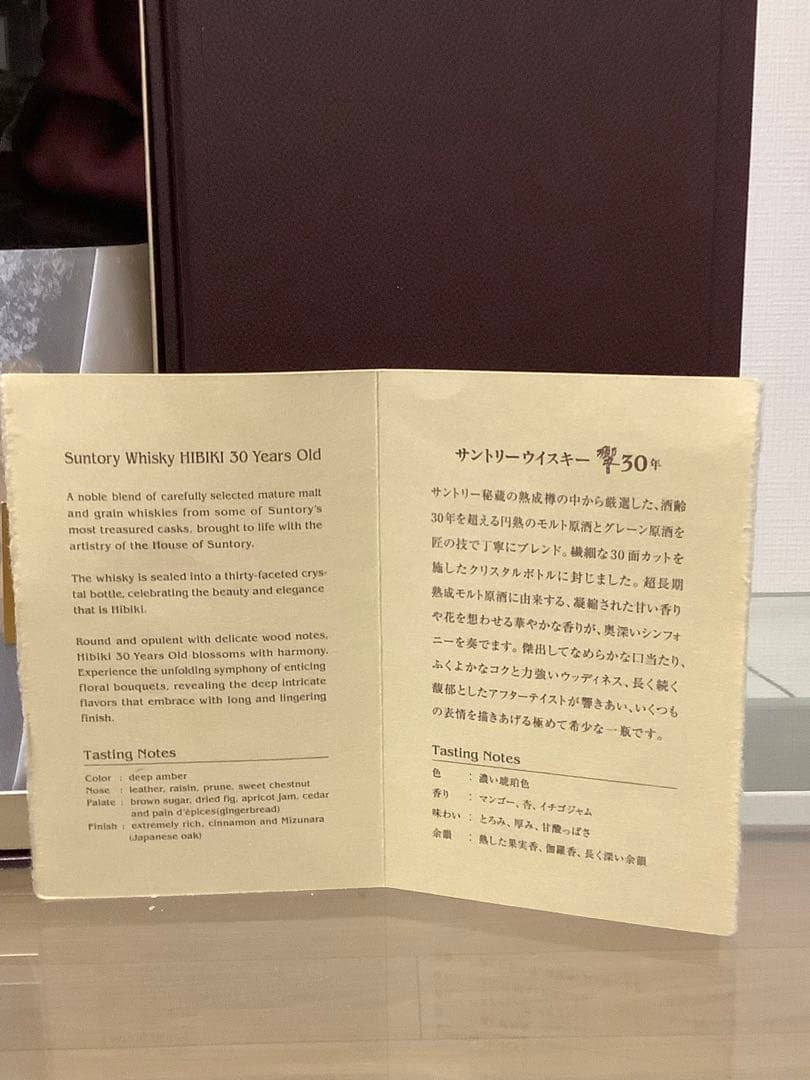 Suntory Whisky HIBIKI 30 Years Old
A noble blend of carefully selected mature malt
and grain whiskies from some of Suntory's
most treasured casks, brought to life with the
artistry of the House of Suntory.
The whisky is sealed into a thirty-faceted crys-
tal bottle, celebrating the beauty and elegance
that is Hibiki.
Round and opulent with delicate wood notes,
Hibiki 30 Years Old blossoms with harmony.
Experience the unfolding symphony of enticing
floral bouquets, revealing the deep intricate
flavors that embrace with long and lingering
finish.
Tasting Notes
Color : deep amber
Nose : leather, raisin, prune, sweet chestnut
Palate : brown sugar, dried fig, apricot jam, cedar
and pain d'épices(gingerbread)
Finish : extremely rich, cinnamon and Mizunara
(Japanese oak)
サントリーウイスキー 響30年
サントリー秘蔵の熟成樽の中から厳選した、酒齢
30年を超える円熟のモルト原酒とグレーン原酒を
匠の技で丁寧にブレンド。繊細な30面カットを
施したクリスタルボトルに封じました。超長期
熟成モルト原酒に由来する、凝縮された甘い香り
や花を想わせる華やかな香りが、奥深いシンフォ
ニーを奏でます。傑出してなめらかな口当たり、
ふくよかなコクと力強いウッディネス、長く続く
馥郁としたアフターテイストが響きあい、いくつも
の表情を描きあげる極めて希少な一瓶です。
Tasting Notes
色 : 濃い琥珀色
香り : マンゴー、杏、イチゴジャム
味わい : とろみ、厚み、甘酸っぱさ
余韻 : 熟した果実香、伽羅香、長く深い余韻